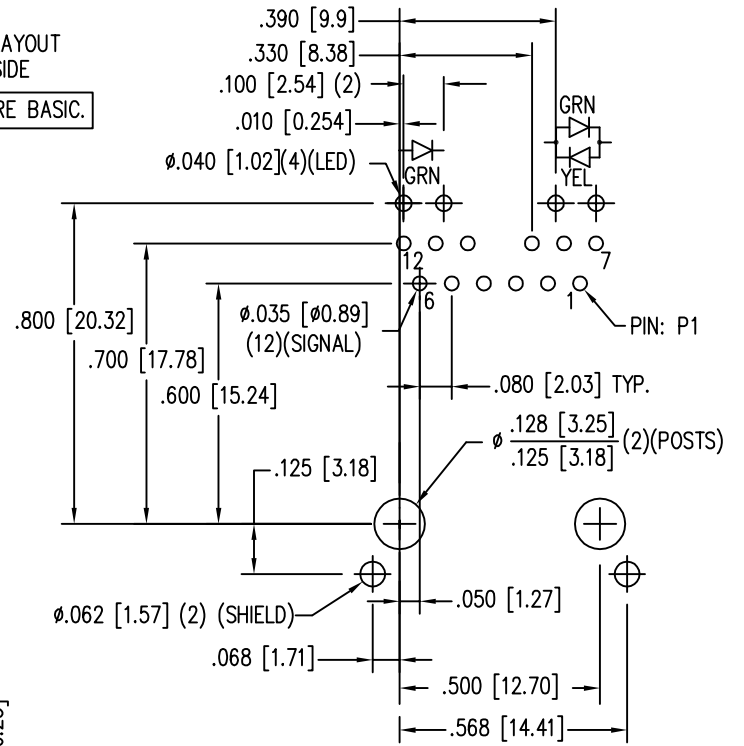 AYOUT
SIDE
RE BASIC.
.390 [9.9]
.330 [8.38]
.100 [2.54] (2)
.010 [0.254]
ø.040 [1.02](4)(LED)
GRN
GRN
YEL
12
7
6
1
PIN: P1
.800 [20.32]
.700 [17.78]
.600 [15.24]
ø.035 [ø0.89]
(12)(SIGNAL)
.080 [2.03] TYP.
ø .128 [3.25]
.125 [3.18] (2)(POSTS)
.125 [3.18]
ø.062 [1.57] (2) (SHIELD)
.050 [1.27]
.068 [1.71]
.500 [12.70]
.568 [14.41]